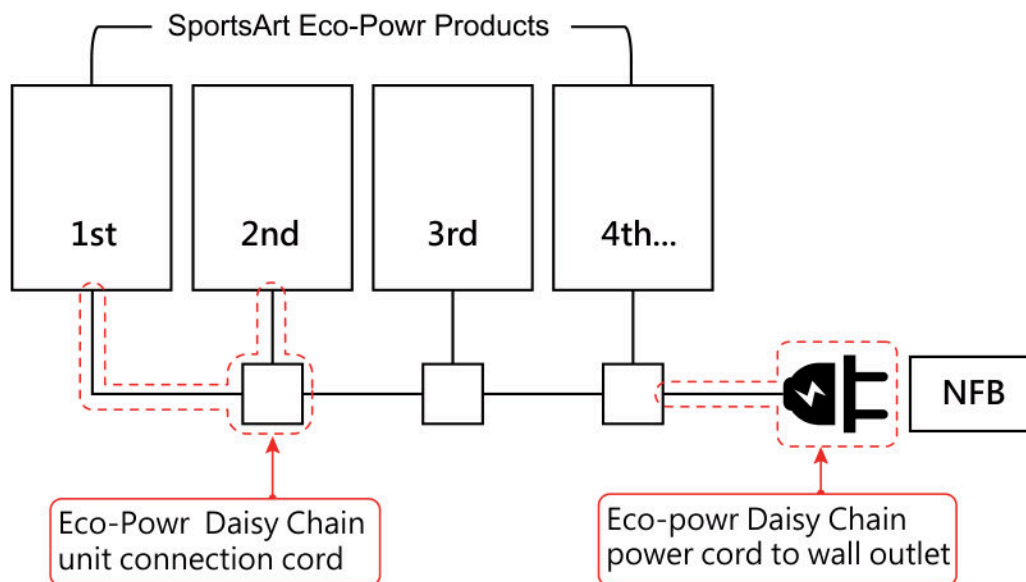 SportsArt Eco-Powr Products
1st
2nd
3rd
4th...
NFB
Eco-Powr Daisy Chain
unit connection cord
Eco-powr Daisy Chain
power cord to wall outlet